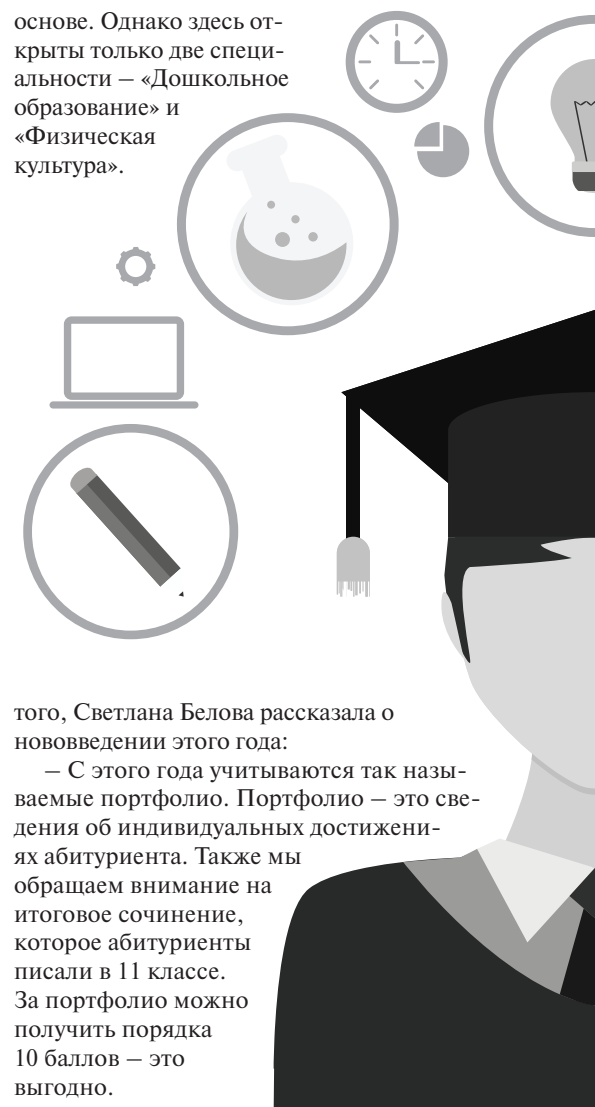 основе. Однако здесь от-
крыты только две специ-
альности – «Дошкольное
образование» и
«Физическая
культура».
того, Светлана Белова рассказала о
нововведении этого года:
– С этого года учитываются так назы-
ваемые портфолио. Портфолио – это све-
дения об индивидуальных достижени-
ях абитуриента. Также мы
обращаем внимание на
итоговое сочинение,
которое абитуриенты
писали в 11 классе.
За портфолио можно
получить порядка
10 баллов – это
выгодно.